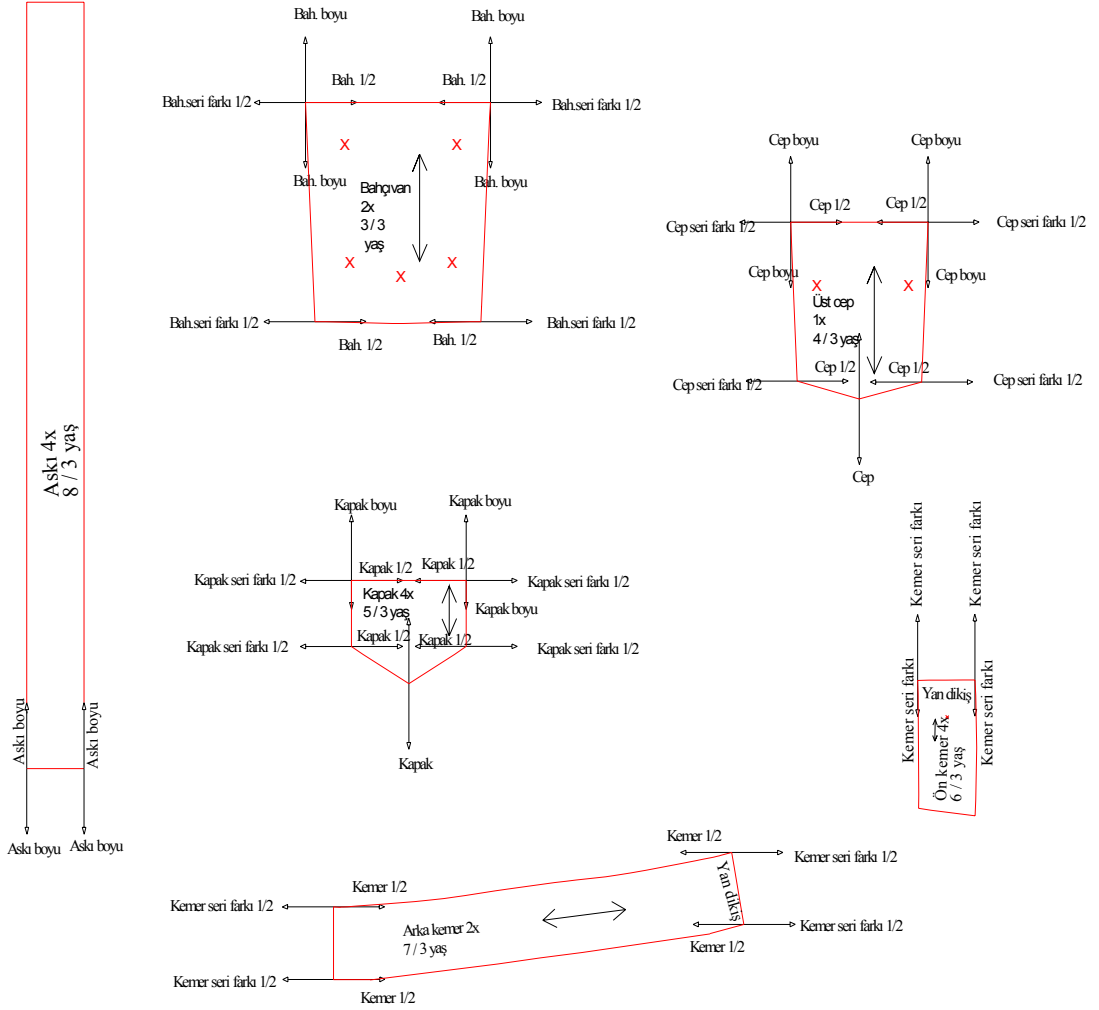 Askı 4x
8 / 3 yaş
Askı boyu
Askı boyu
Askı boyu
Askı boyu
Bah. boyu
Bah. boyu
Bah. 1/2
Bah. 1/2
Bah.seri farkı 1/2
Bah.seri farkı 1/2
Bah. boyu
Bah. boyu
X
X
Bahçıvan
2x
3 / 3
yaş
X
X
X
Bah.seri farkı 1/2
Bah.seri farkı 1/2
Bah. 1/2
Bah. 1/2
Cep boyu
Cep boyu
Cep 1/2
Cep 1/2
Cep seri farkı 1/2
Cep seri farkı 1/2
Cep boyu
Cep boyu
X
X
Üst cep
1x
4 / 3 yaş
Cep 1/2
Cep 1/2
Cep seri farkı 1/2
Cep seri farkı 1/2
Cep
Kapak boyu
Kapak boyu
Kapak 1/2
Kapak 1/2
Kapak seri farkı 1/2
Kapak seri farkı 1/2
Kapak 4x
5 / 3 yaş
Kapak boyu
Kapak 1/2
Kapak 1/2
Kapak seri farkı 1/2
Kapak seri farkı 1/2
Kapak
Kemer seri farkı
Kemer seri farkı
Kemer seri farkı
Kemer seri farkı
Yan dikiş
Ön kemer 4x
6 / 3 yaş
x
Kemer 1/2
Kemer seri farkı 1/2
Kemer 1/2
Kemer seri farkı 1/2
Yan dikiş
Arka kemer 2x
7 / 3 yaş
Kemer seri farkı 1/2
Kemer 1/2
Kemer seri farkı 1/2
Kemer 1/2